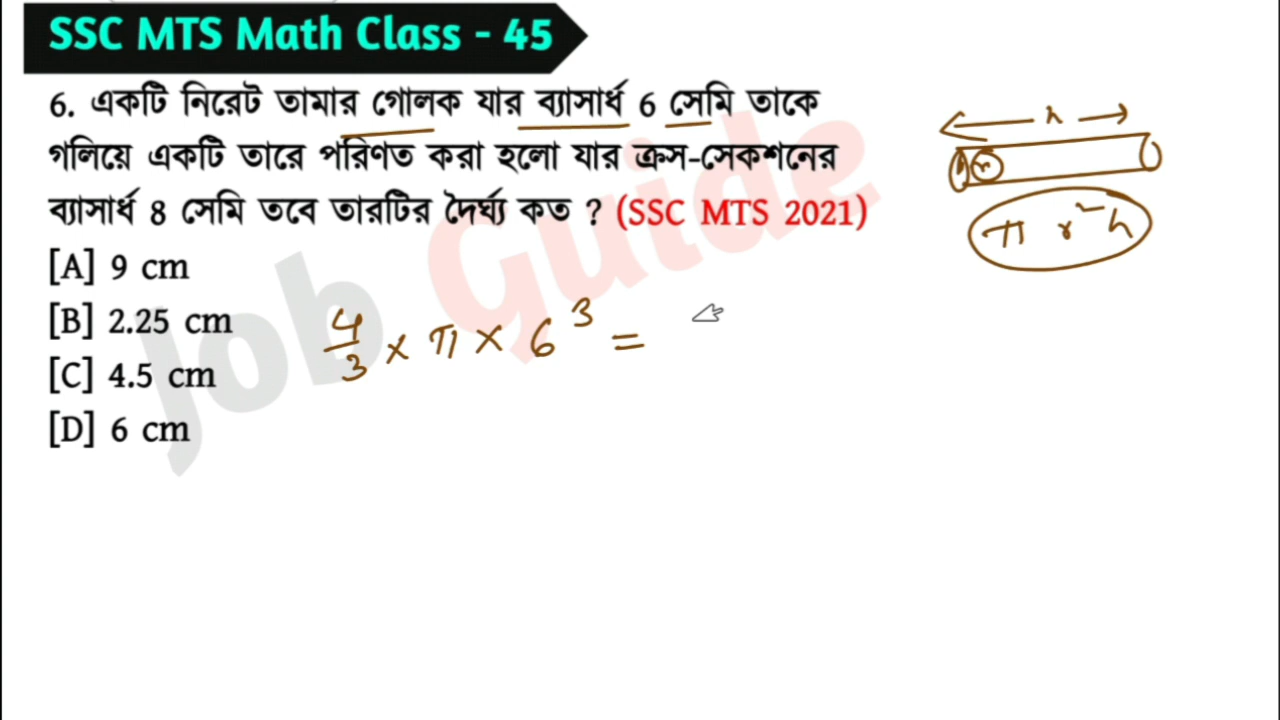 SSC MTS Math Class - 45
6. একটি নিরেট তামার গোলক যার ব্যাসার্ধ 6 সেমি তাকে
গলিয়ে একটি তারে পরিণত করা হলো যার ক্রস-সেকশনের
ব্যাসার্ধ 8 সেমি তবে তারটির দৈর্ঘ্য কত ? (SSC MTS 2021)
[A] 9 cm
[B] 2.25 cm
[C] 4.5 cm
[D] 6 cm
4/3 × π × 6³ =
h
r
π r² h
Job Guide